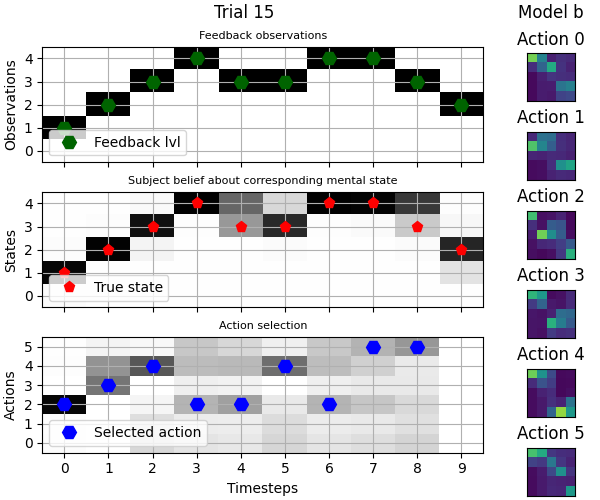 Trial 15
Model b
Feedback observations
Observations
4
3
2
1
0
Feedback lvl
Subject belief about corresponding mental state
States
4
3
2
1
0
True state
Action selection
Actions
5
4
3
2
1
0
Selected action
0 1 2 3 4 5 6 7 8 9
Timesteps
Action 0
Action 1
Action 2
Action 3
Action 4
Action 5